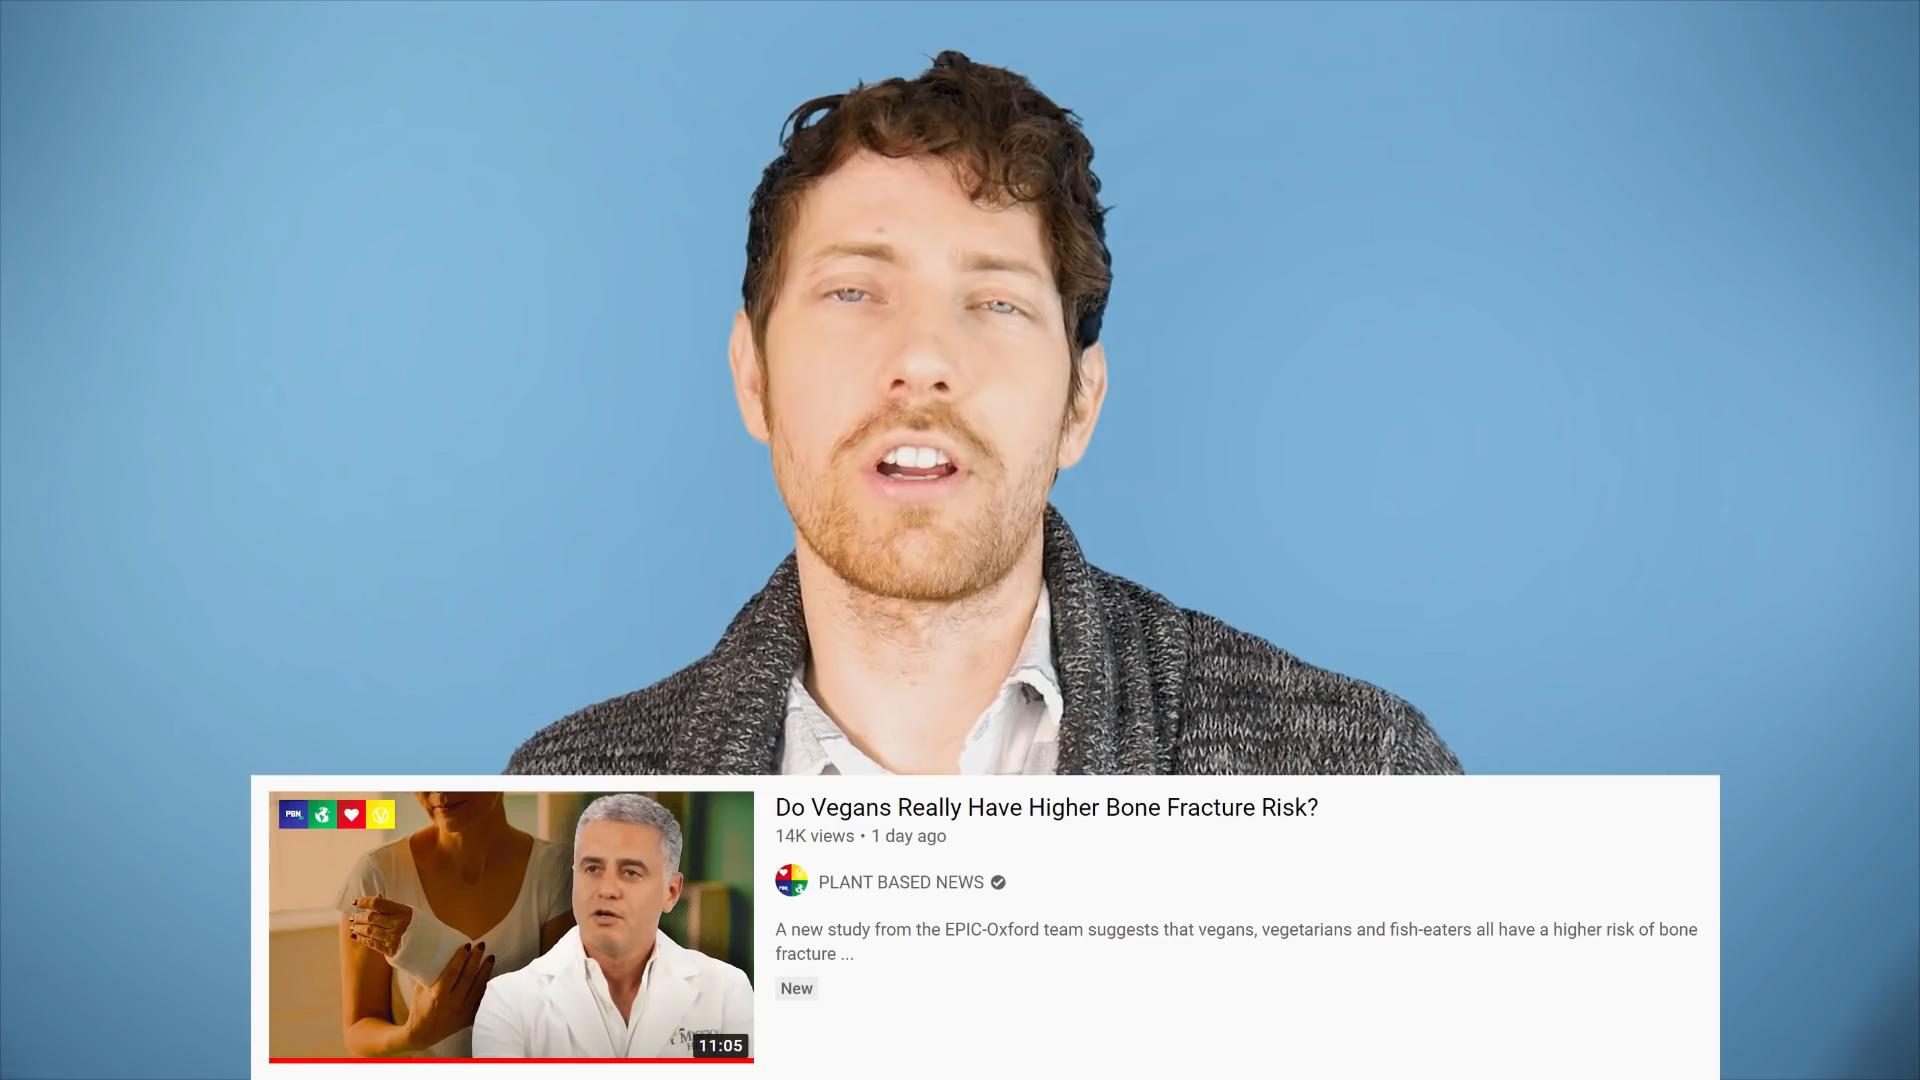 Do Vegans Really Have Higher Bone Fracture Risk?
14K views • 1 day ago
PBN
PLANT BASED NEWS
A new study from the EPIC-Oxford team suggests that vegans, vegetarians and fish-eaters all have a higher risk of bone
fracture ...
New
11:05